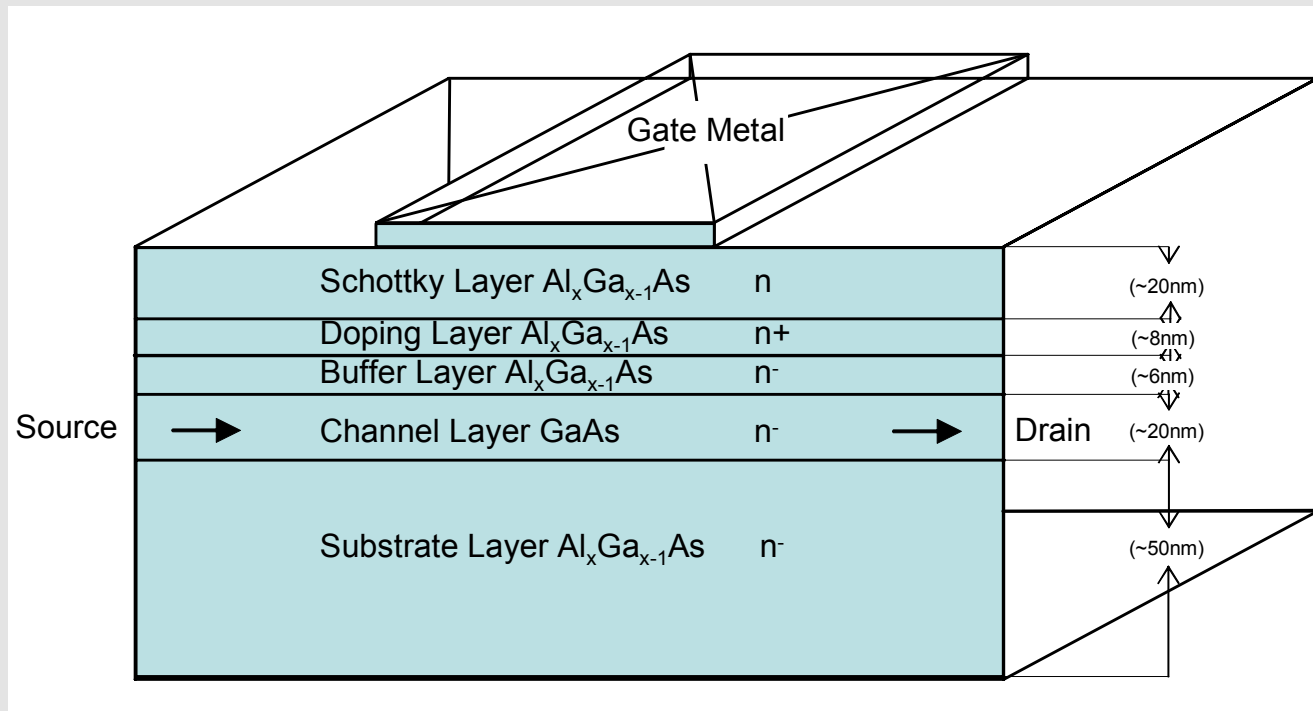 Gate Metal
Schottky Layer AlₓGaₓ₋₁As n (~20nm)
Doping Layer AlₓGaₓ₋₁As n+ (~8nm)
Buffer Layer AlₓGaₓ₋₁As n⁻ (~6nm)
Source Channel Layer GaAs n⁻ Drain (~20nm)
Substrate Layer AlₓGaₓ₋₁As n⁻ (~50nm)